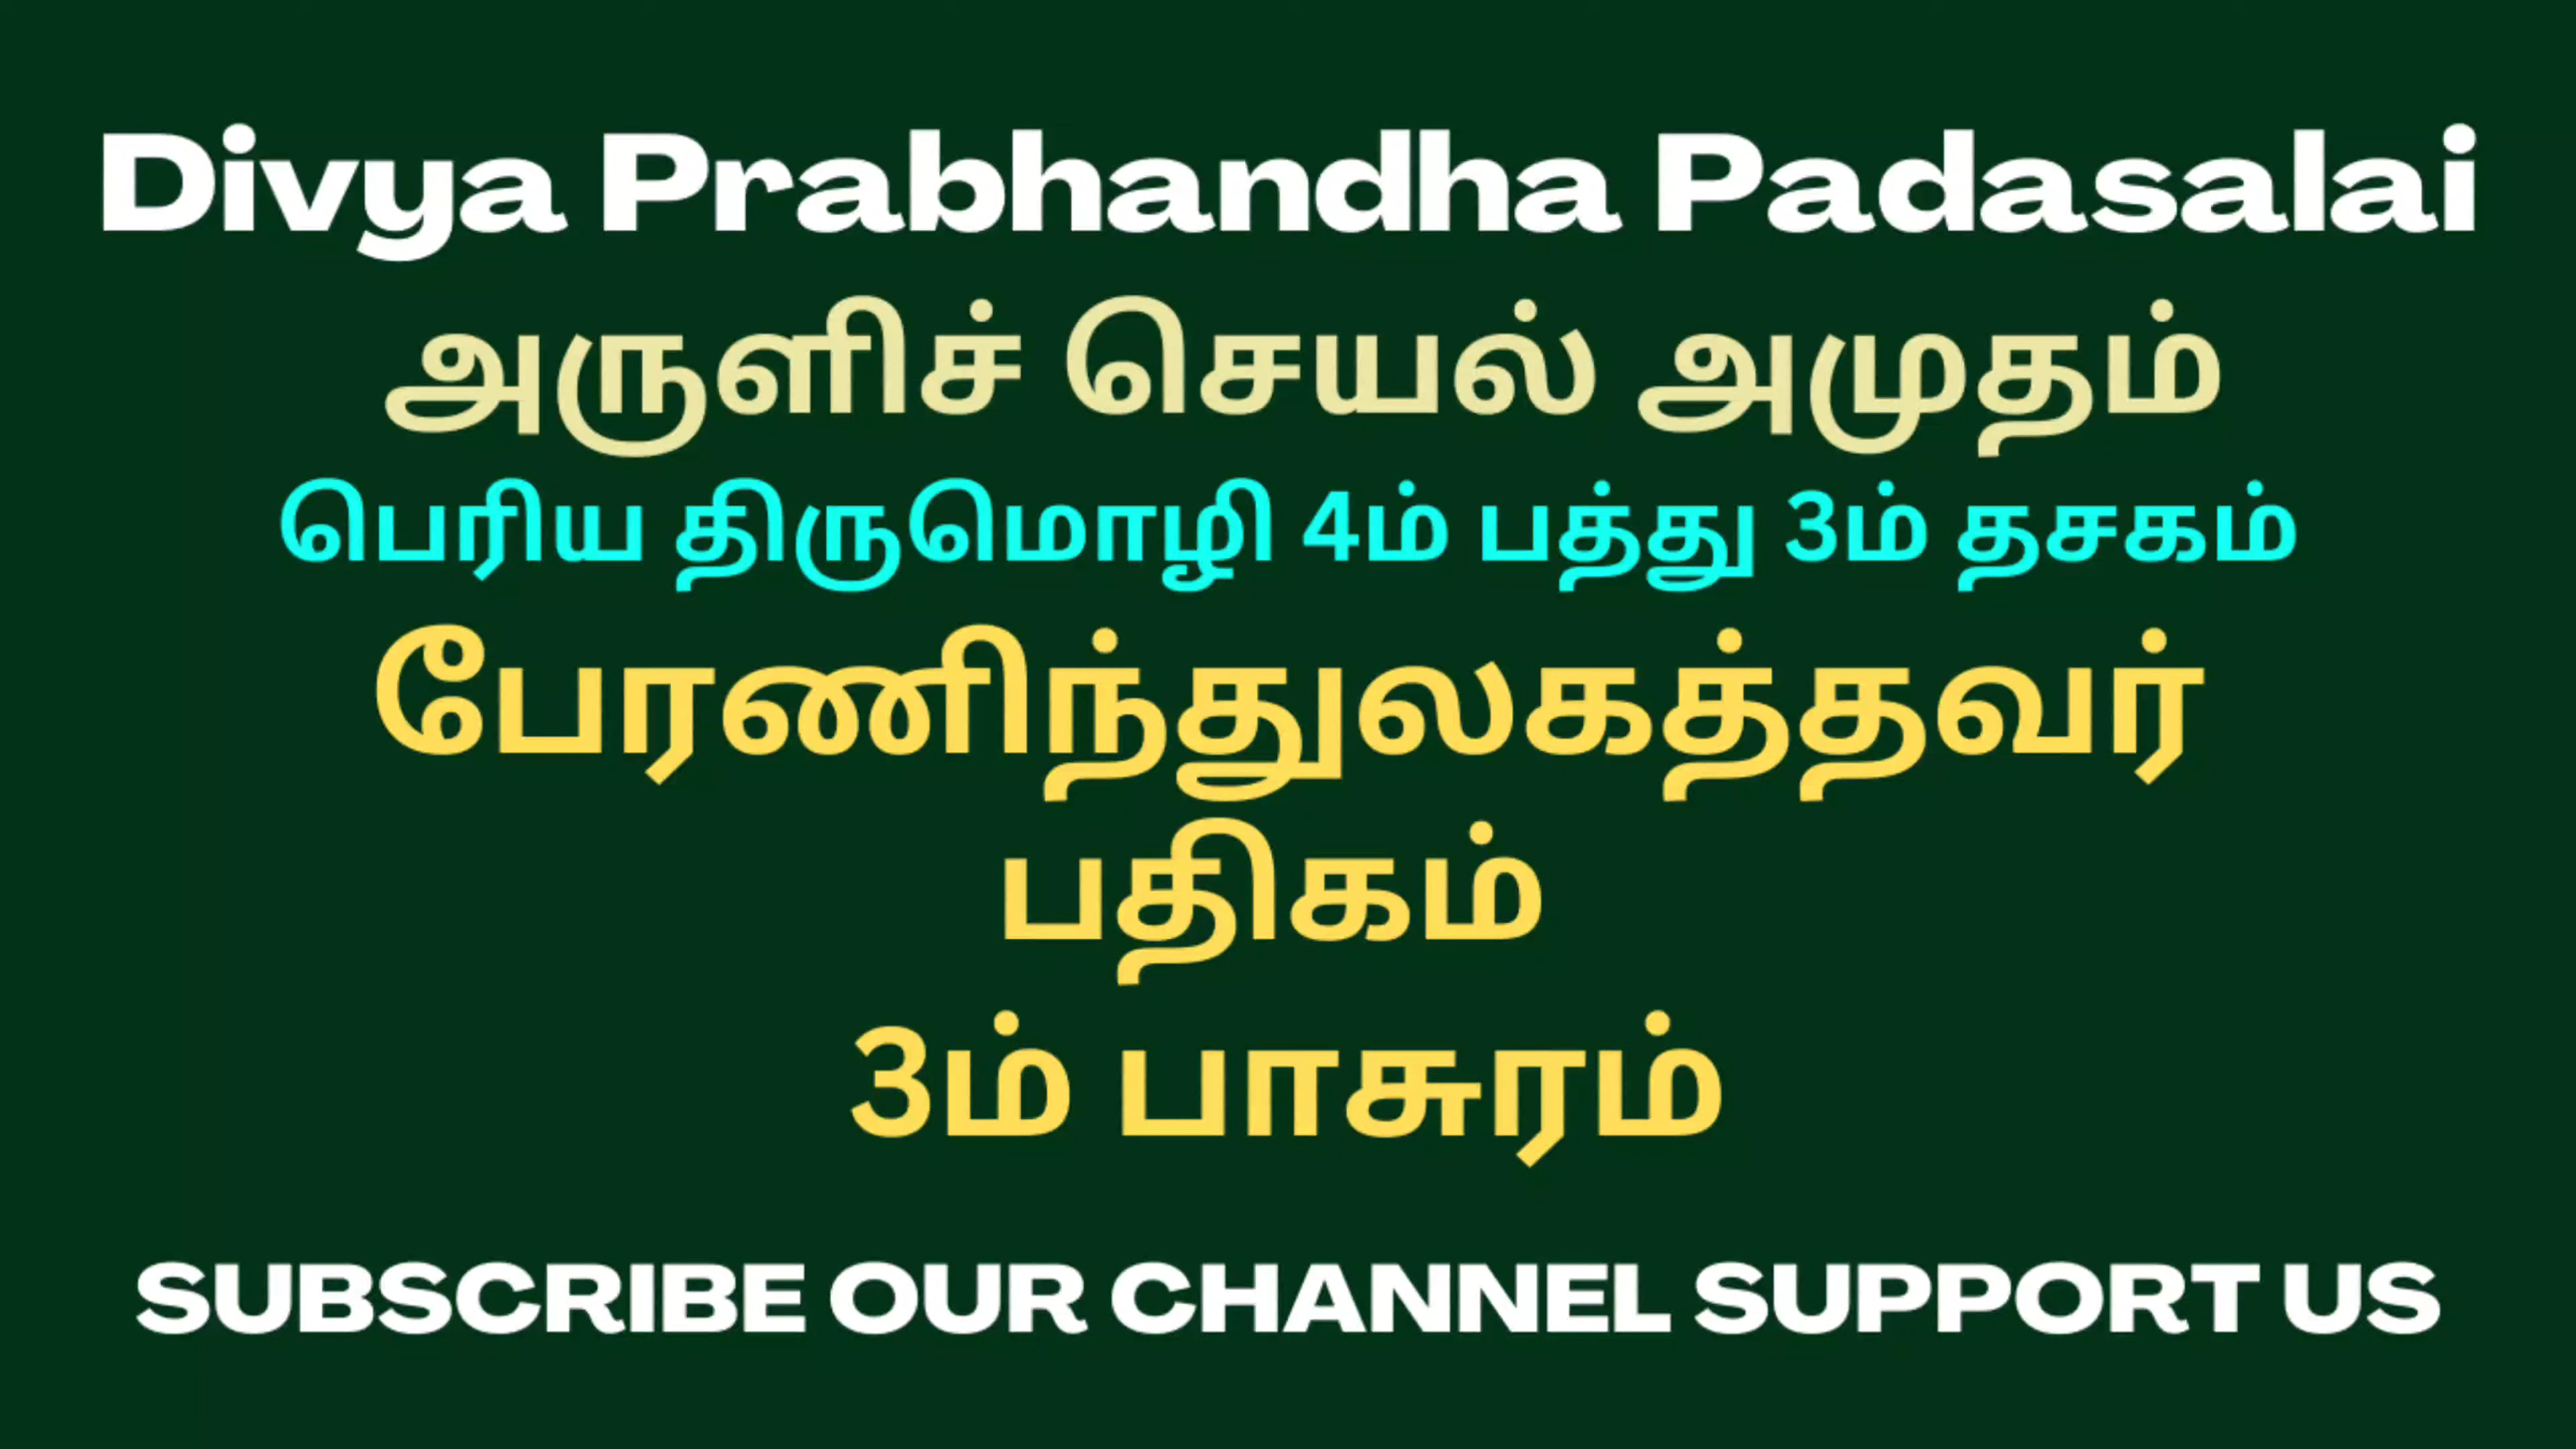 Divya Prabhandha Padasalai
அருளிச் செயல் அமுதம்
பெரிய திருமொழி 4ம் பத்து 3ம் தசகம்
பேரணிந்துலகத்தவர்
பதிகம்
3ம் பாசுரம்
SUBSCRIBE OUR CHANNEL SUPPORT US